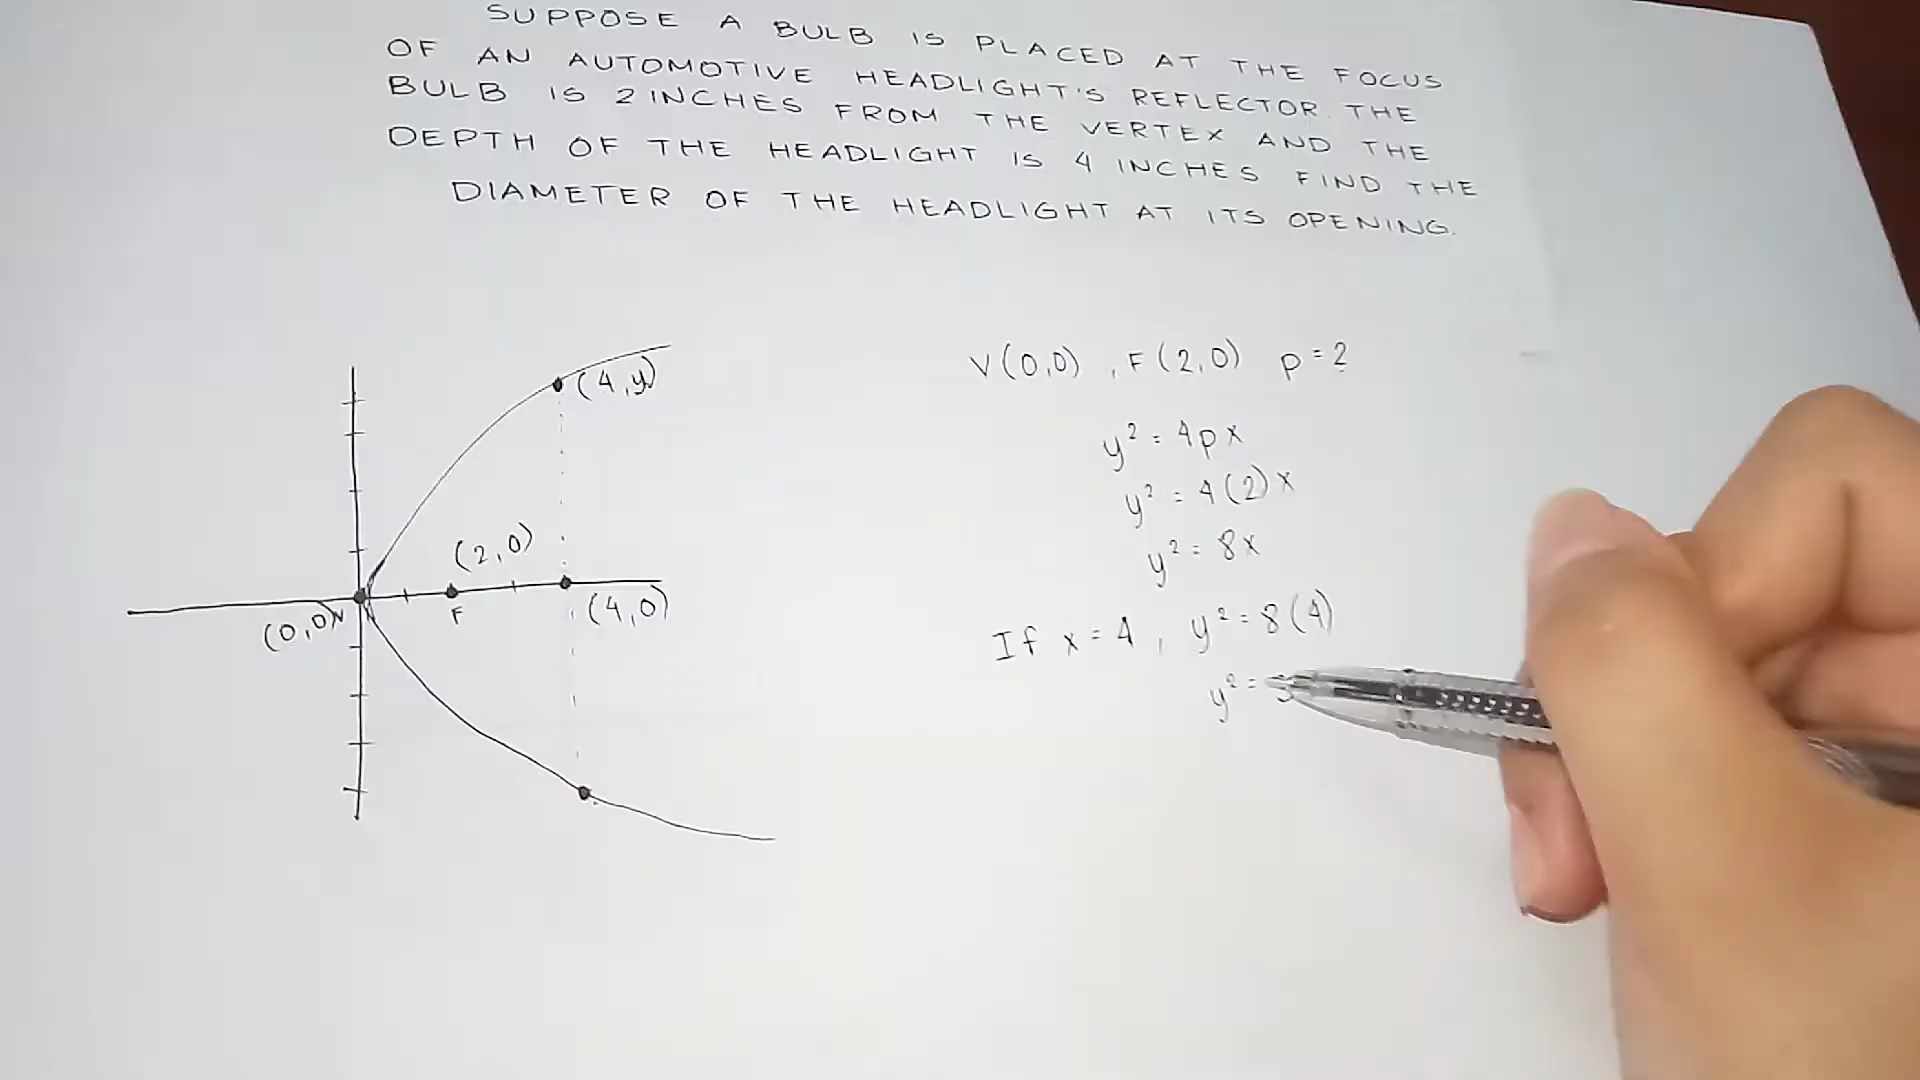 SUPPOSE A BULB IS PLACED AT THE FOCUS
OF AN AUTOMOTIVE HEADLIGHT'S REFLECTOR. THE
BULB IS 2 INCHES FROM THE VERTEX AND THE
DEPTH OF THE HEADLIGHT IS 4 INCHES FIND THE
DIAMETER OF THE HEADLIGHT AT ITS OPENING.
(4,y)
(2,0)
F
(4,0)
(0,0)V
V(0,0), F(2,0) p=2
y² = 4px
y² = 4(2)x
y² = 8x
If x=4, y² = 8(4)
y² = 3